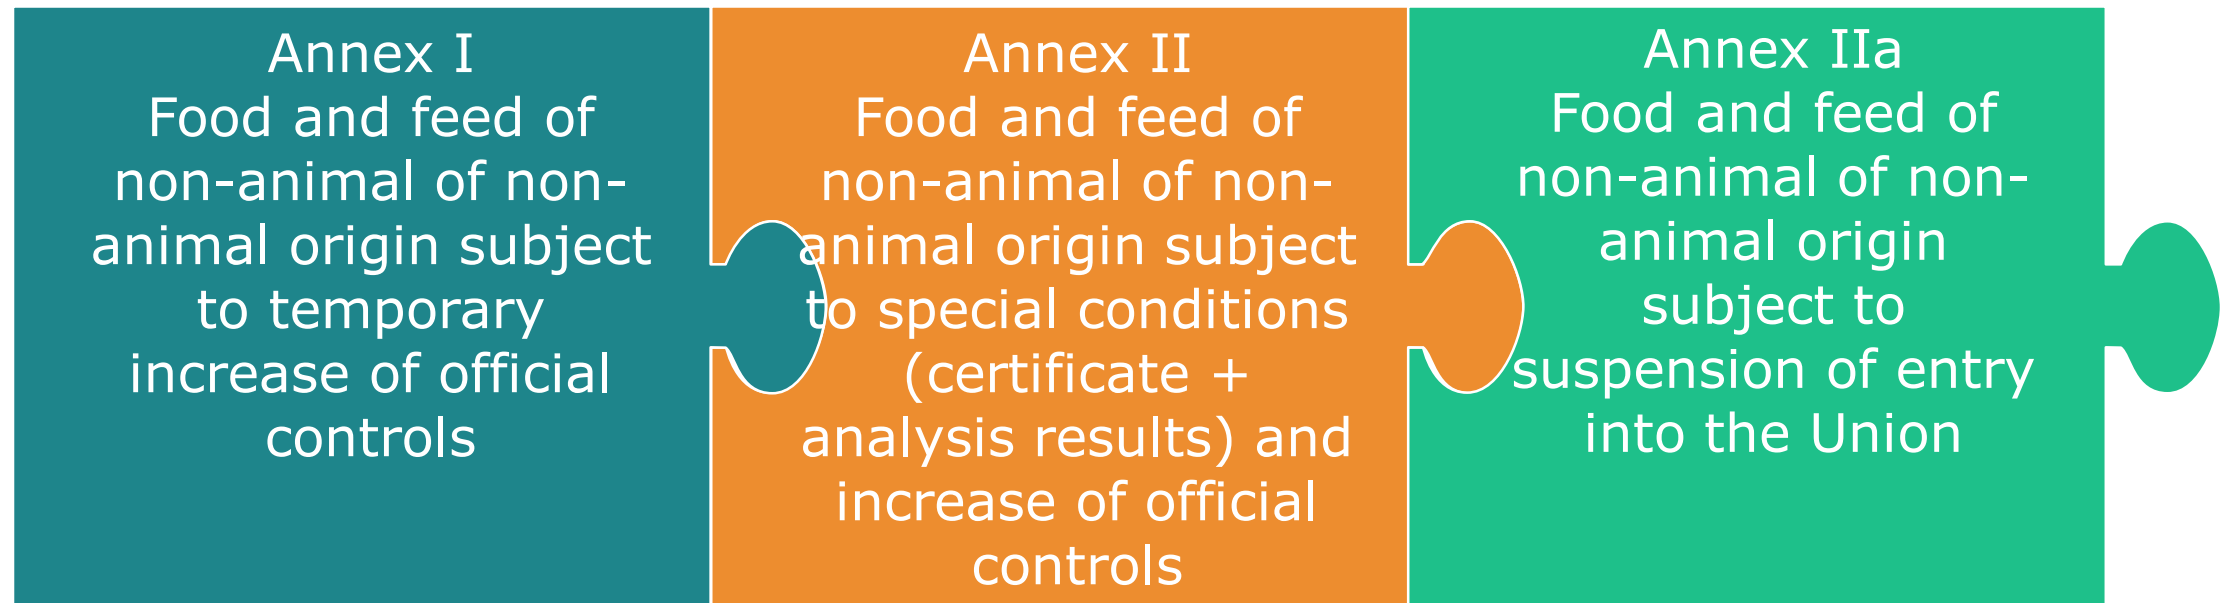 Annex I
Food and feed of
non-animal of non-
animal origin subject
to temporary
increase of official
controls
Annex II
Food and feed of
non-animal of non-
animal origin subject
to special conditions
(certificate +
analysis results) and
increase of official
controls
Annex IIa
Food and feed of
non-animal of non-
animal origin
subject to
suspension of entry
into the Union